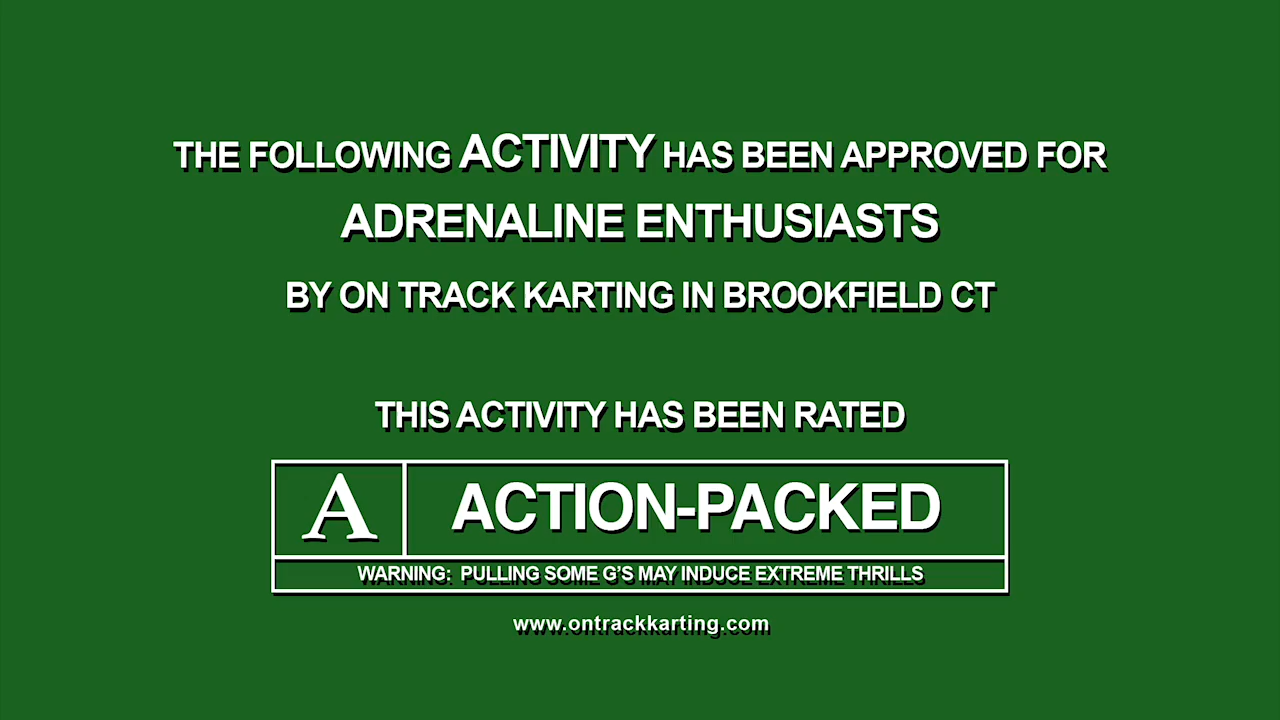 THE FOLLOWING ACTIVITY HAS BEEN APPROVED FOR
ADRENALINE ENTHUSIASTS
BY ON TRACK KARTING IN BROOKFIELD CT
THIS ACTIVITY HAS BEEN RATED
A ACTION-PACKED
WARNING: PULLING SOME G'S MAY INDUCE EXTREME THRILLS
www.ontrackkarting.com